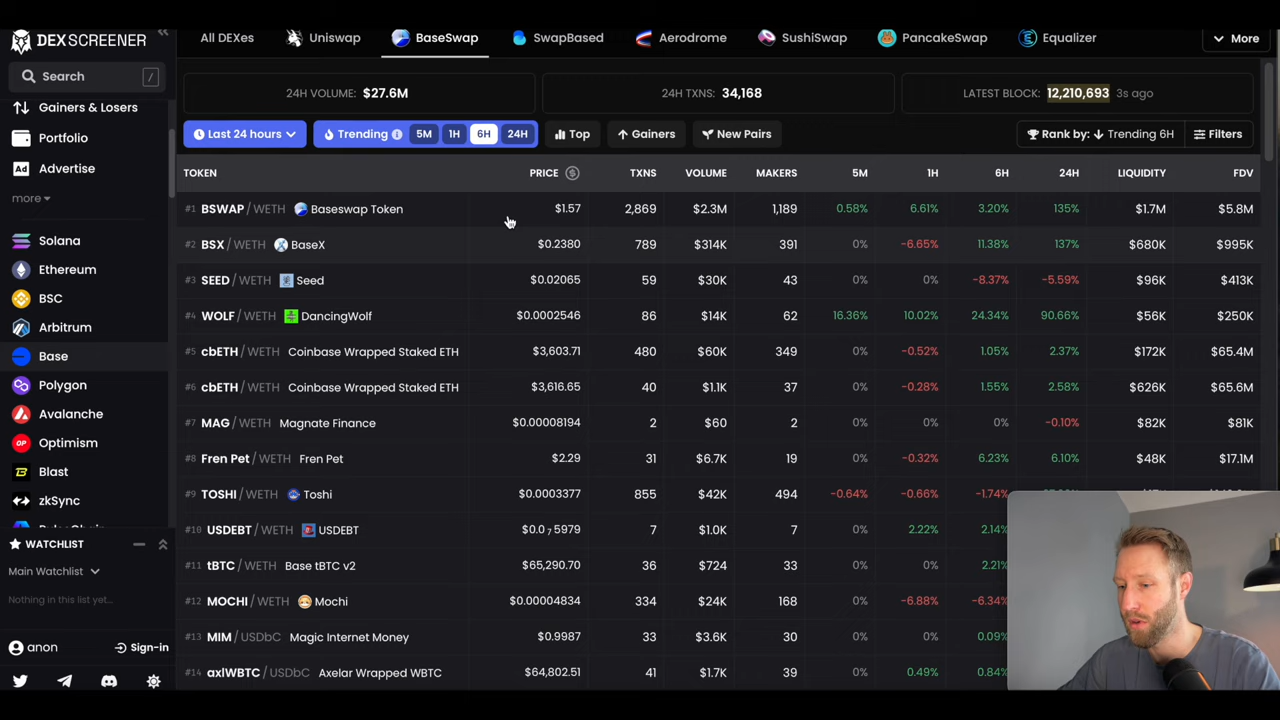 DEXSCREENER
All DEXes Uniswap BaseSwap SwapBased Aerodrome SushiSwap PancakeSwap Equalizer More
Search /
Gainers & Losers
Portfolio
Ad Advertise
more
Solana
Ethereum
BSC
Arbitrum
Base
Polygon
Avalanche
Optimism
Blast
zkSync
WATCHLIST
Main Watchlist
Nothing in this list yet...
anon Sign-in
24H VOLUME: $27.6M 24H TXNS: 34,168 LATEST BLOCK: 12,210,693 3s ago
Last 24 hours Trending 5M 1H 6H 24H Top Gainers New Pairs Rank by: Trending 6H Filters
TOKEN PRICE $ TXNS VOLUME MAKERS 5M 1H 6H 24H LIQUIDITY FDV
#1 BSWAP / WETH Baseswap Token $1.57 2,869 $2.3M 1,189 0.58% 6.61% 3.20% 135% $1.7M $5.8M
#2 BSX / WETH BaseX $0.2380 789 $314K 391 0% -6.65% 11.38% 137% $680K $995K
#3 SEED / WETH Seed $0.02065 59 $30K 43 0% 0% -8.37% -5.59% $96K $413K
#4 WOLF / WETH DancingWolf $0.0002546 86 $14K 62 16.36% 10.02% 24.34% 90.66% $56K $250K
#5 cbETH / WETH Coinbase Wrapped Staked ETH $3,603.71 480 $60K 349 0% -0.52% 1.05% 2.37% $172K $65.4M
#6 cbETH / WETH Coinbase Wrapped Staked ETH $3,616.65 40 $1.1K 37 0% -0.28% 1.55% 2.58% $626K $65.6M
#7 MAG / WETH Magnate Finance $0.00008194 2 $60 2 0% 0% 0% -0.10% $82K $81K
#8 Fren Pet / WETH Fren Pet $2.29 31 $6.7K 19 0% -0.32% 6.23% 6.10% $48K $17.1M
#9 TOSHI / WETH Toshi $0.0003377 855 $42K 494 -0.64% -0.66% -1.74%
#10 USDEBT / WETH USDEBT $0.0₇5979 7 $1.0K 7 0% 2.22% 2.14%
#11 tBTC / WETH Base tBTC v2 $65,290.70 36 $724 33 0% 0% 2.21%
#12 MOCHI / WETH Mochi $0.00004834 334 $24K 168 0% -6.88% -6.34%
#13 MIM / USDbC Magic Internet Money $0.9987 33 $3.6K 30 0% 0% 0.09%
#14 axlWBTC / USDbC Axelar Wrapped WBTC $64,802.51 41 $1.7K 39 0% 0.49% 0.84%